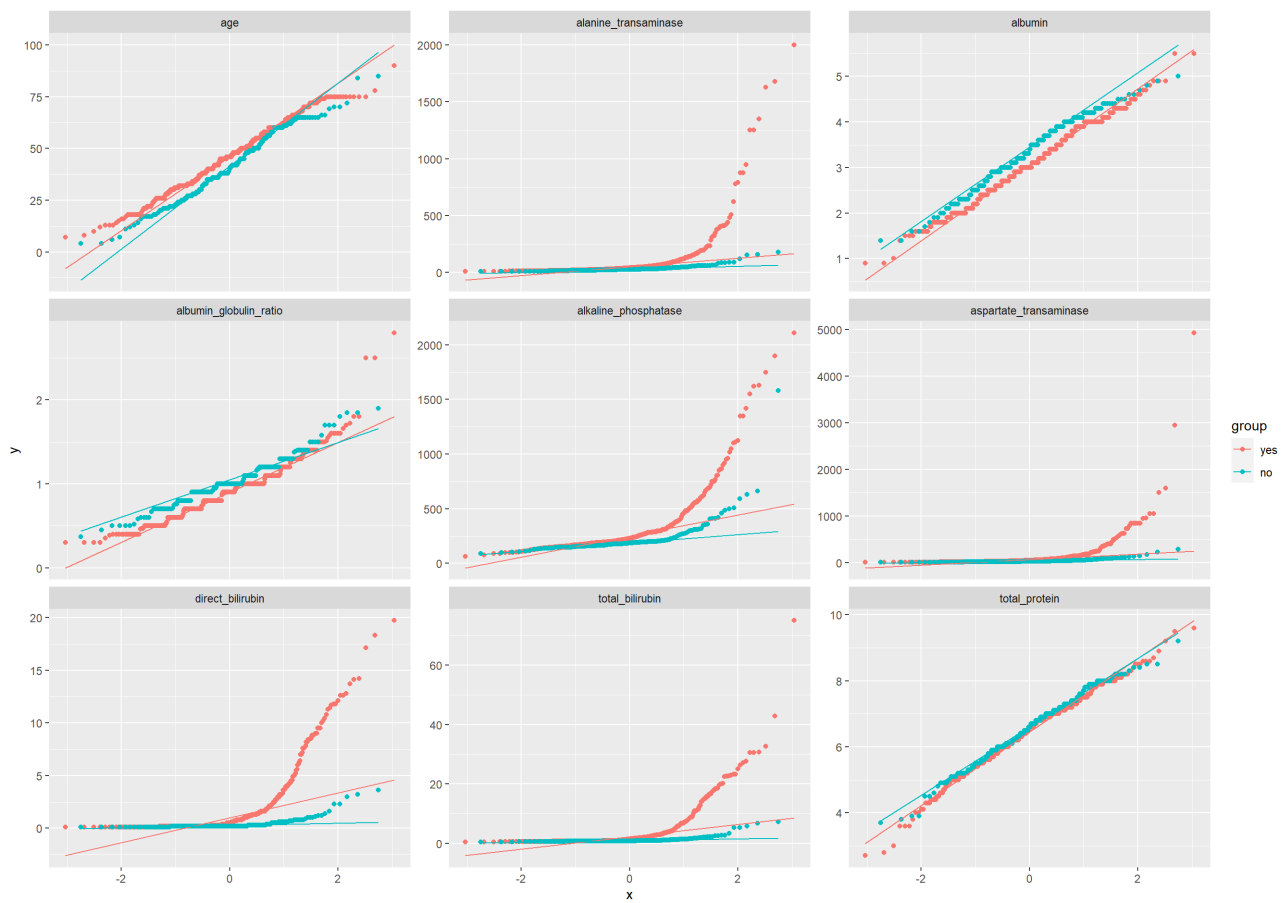 age
alanine_transaminase
albumin
100
75
50
25
0
2000
1500
1000
500
0
5
4
3
2
1
albumin_globulin_ratio
alkaline_phosphatase
aspartate_transaminase
2
1
0
2000
1500
1000
500
0
5000
4000
3000
2000
1000
0
direct_bilirubin
total_bilirubin
total_protein
20
15
10
5
0
60
40
20
0
10
8
6
4
-2 0 2
-2 0 2
-2 0 2
x
y
group
yes
no